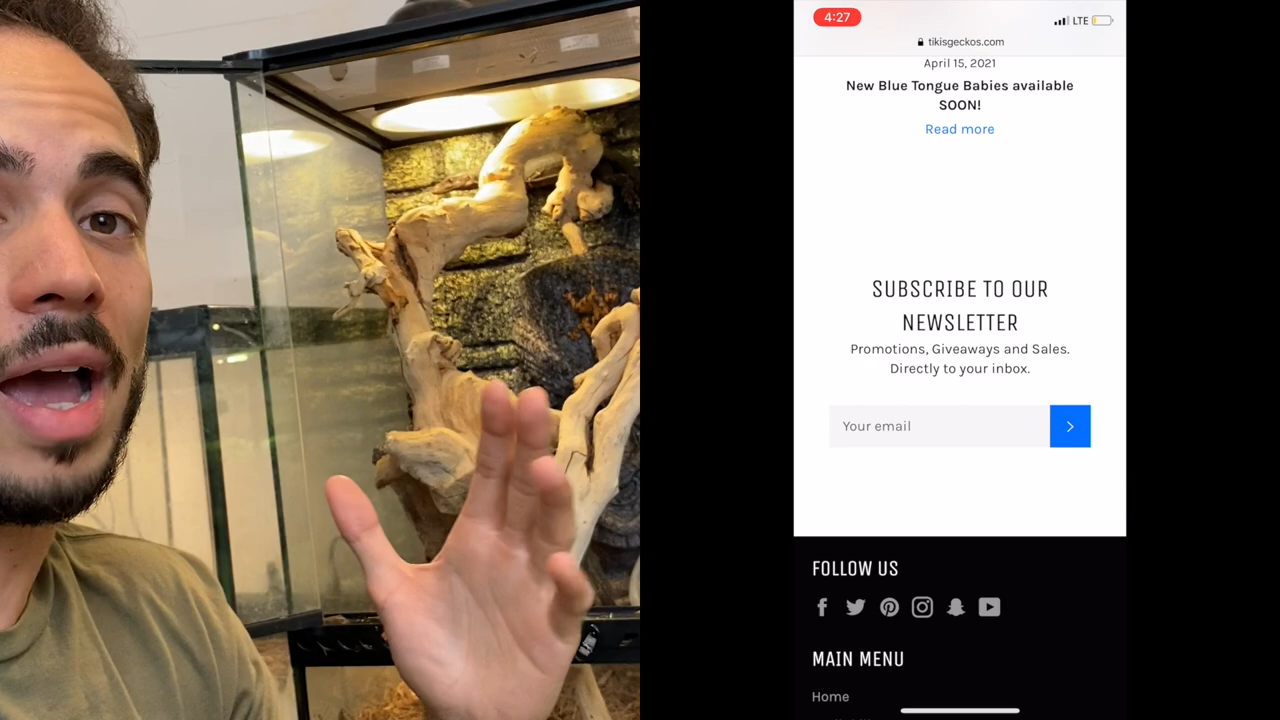 4:27
LTE
tikisgeckos.com
April 15, 2021
New Blue Tongue Babies available
SOON!
Read more
SUBSCRIBE TO OUR
NEWSLETTER
Promotions, Giveaways and Sales.
Directly to your inbox.
Your email
FOLLOW US
MAIN MENU
Home